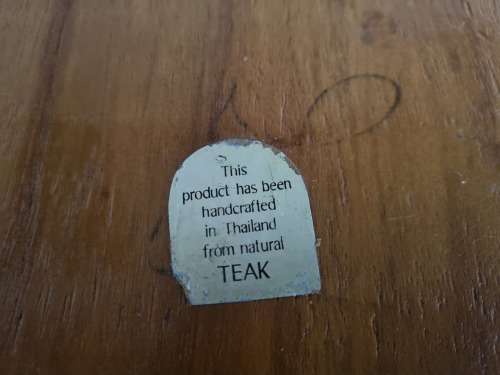 This
product has been
handcrafted
in Thailand
from natural
TEAK